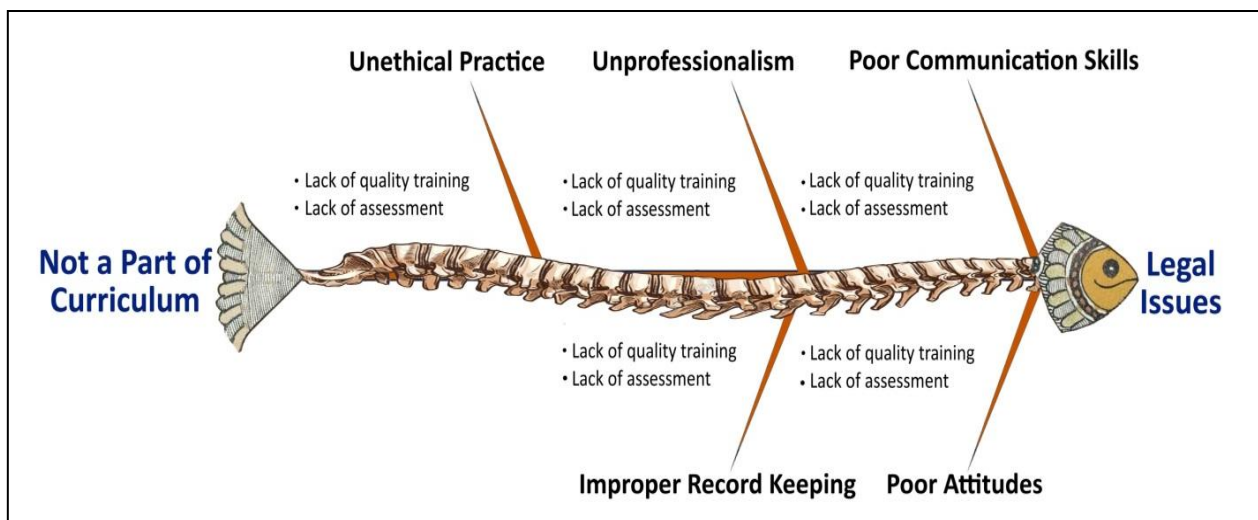 Unethical Practice
Unprofessionalism
Poor Communication Skills
• Lack of quality training
• Lack of assessment
• Lack of quality training
• Lack of assessment
• Lack of quality training
• Lack of assessment
Not a Part of
Curriculum
Legal
Issues
• Lack of quality training
• Lack of assessment
• Lack of quality training
• Lack of assessment
Improper Record Keeping
Poor Attitudes